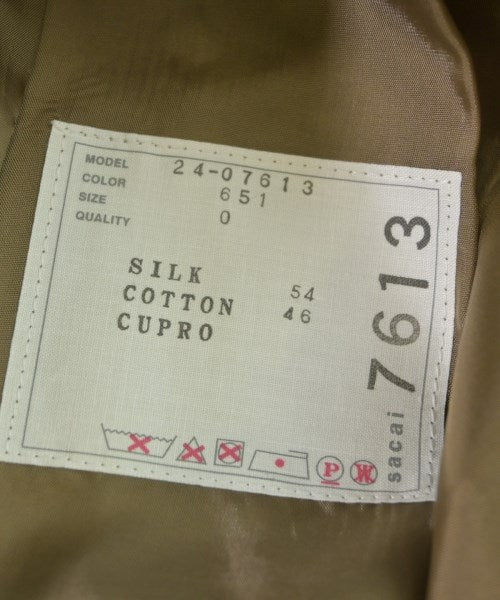 MODEL 24-07613
COLOR 651
SIZE 0
QUALITY
SILK 54
COTTON 46
CUPRO
P
W
sacai 7613